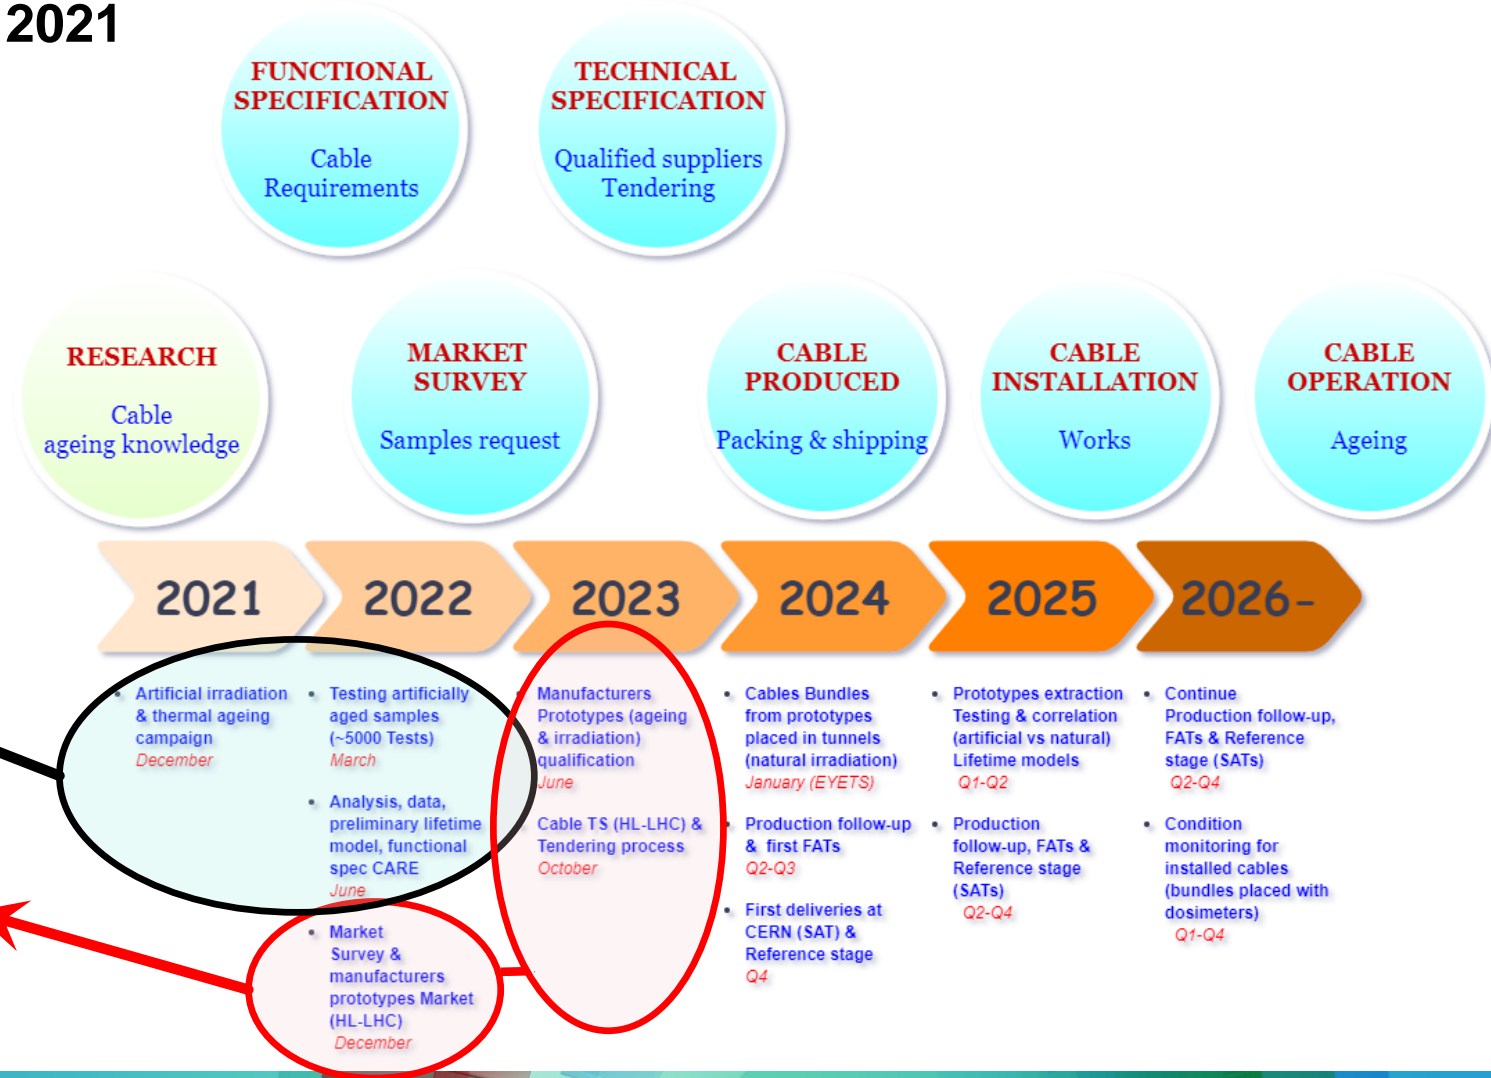 2021
FUNCTIONAL
SPECIFICATION
Cable
Requirements
TECHNICAL
SPECIFICATION
Qualified suppliers
Tendering
RESEARCH
Cable
ageing knowledge
MARKET
SURVEY
Samples request
CABLE
PRODUCED
Packing & shipping
CABLE
INSTALLATION
Works
CABLE
OPERATION
Ageing
2021
2022
2023
2024
2025
2026-
Artificial irradiation
& thermal ageing
campaign
December
Testing artificially
aged samples
(~5000 Tests)
March
Analysis, data,
preliminary lifetime
model, functional
spec CARE
June
Market
Survey &
manufacturers
prototypes Market
(HL-LHC)
December
Manufacturers
Prototypes (ageing
& irradiation)
qualification
June
Cable TS (HL-LHC) &
Tendering process
October
Cables Bundles
from prototypes
placed in tunnels
(natural irradiation)
January (EYETS)
Production follow-up
& first FATs
Q2-Q3
First deliveries at
CERN (SAT) &
Reference stage
Q4
Prototypes extraction
Testing & correlation
(artificial vs natural)
Lifetime models
Q1-Q2
Production
follow-up, FATs &
Reference stage
(SATs)
Q2-Q4
Continue
Production follow-up,
FATs & Reference
stage (SATs)
Q2-Q4
Condition
monitoring for
installed cables
(bundles placed with
dosimeters)
Q1-Q4